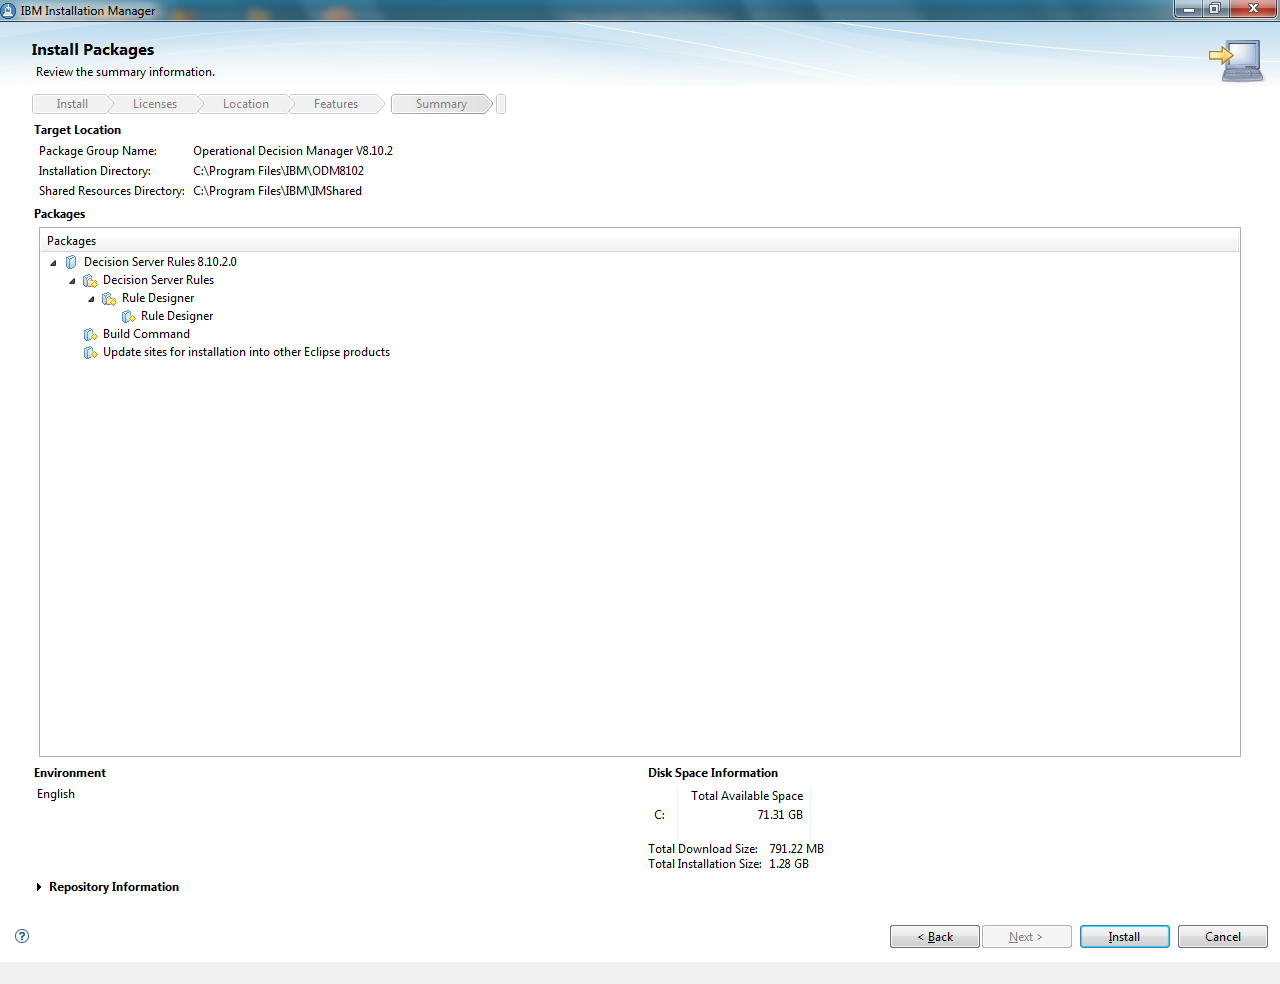 IBM Installation Manager
Install Packages
Review the summary information.
Install Licenses Location Features Summary
Target Location
Package Group Name: Operational Decision Manager V8.10.2
Installation Directory: C:\Program Files\IBM\ODM8102
Shared Resources Directory: C:\Program Files\IBM\IMShared
Packages
Packages
Decision Server Rules 8.10.2.0
Decision Server Rules
Rule Designer
Rule Designer
Build Command
Update sites for installation into other Eclipse products
Environment
English
Disk Space Information
Total Available Space
C: 71.31 GB
Total Download Size: 791.22 MB
Total Installation Size: 1.28 GB
Repository Information
? < Back Next > Install Cancel